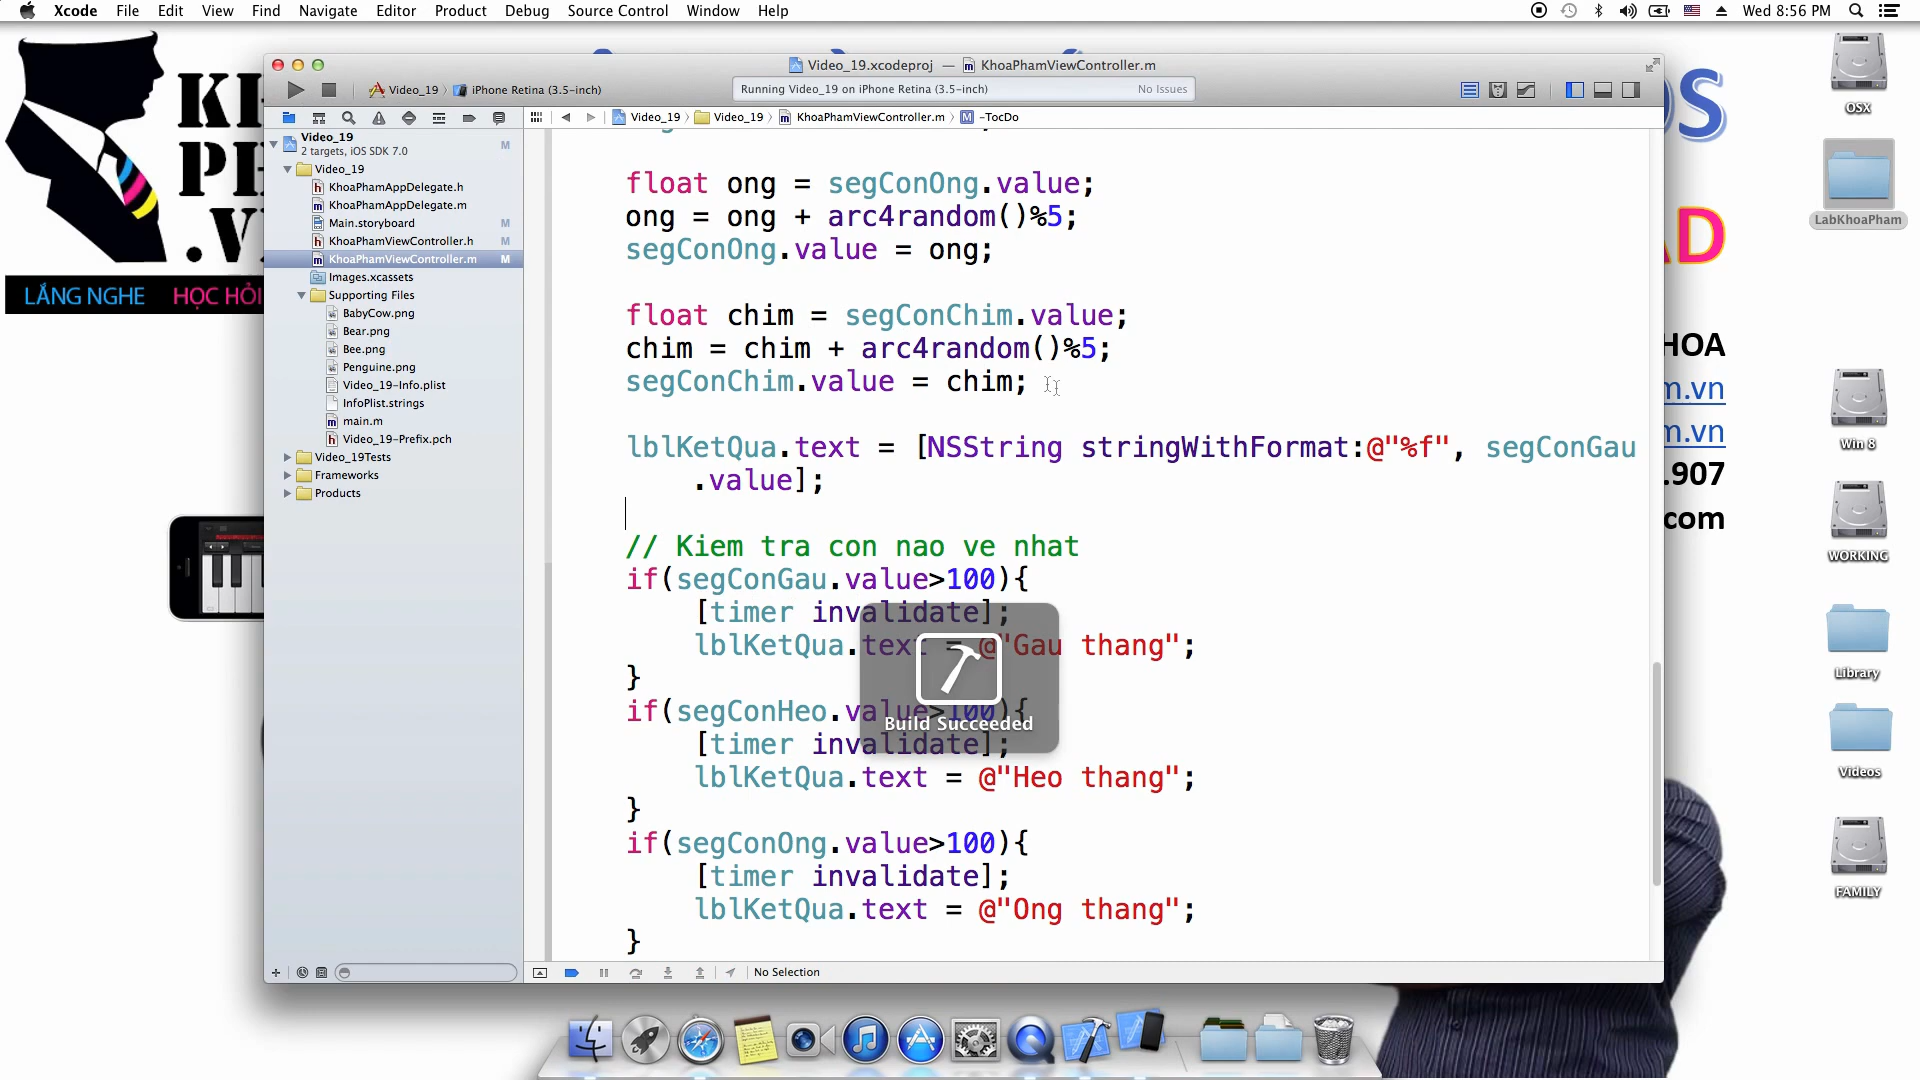 Xcode File Edit View Find Navigate Editor Product Debug Source Control Window Help
Wed 8:56 PM
Video_19.xcodeproj — KhoaPhamViewController.m
Video_19 iPhone Retina (3.5-inch)
Running Video_19 on iPhone Retina (3.5-inch) No Issues
Video_19 Video_19 KhoaPhamViewController.m -TocDo
Video_19 M
2 targets, iOS SDK 7.0
Video_19
KhoaPhamAppDelegate.h
KhoaPhamAppDelegate.m
Main.storyboard M
KhoaPhamViewController.h M
KhoaPhamViewController.m M
Images.xcassets
Supporting Files
BabyCow.png
Bear.png
Bee.png
Penguine.png
Video_19-Info.plist
InfoPlist.strings
main.m
Video_19-Prefix.pch
Video_19Tests
Frameworks
Products
float ong = segConOng.value;
ong = ong + arc4random()%5;
segConOng.value = ong;
float chim = segConChim.value;
chim = chim + arc4random()%5;
segConChim.value = chim;
lblKetQua.text = [NSString stringWithFormat:@"%f", segConGau
.value];
// Kiem tra con nao ve nhat
if(segConGau.value>100){
[timer invalidate];
lblKetQua.text = @"Gau thang";
}
if(segConHeo.value>100){
[timer invalidate];
lblKetQua.text = @"Heo thang";
}
if(segConOng.value>100){
[timer invalidate];
lblKetQua.text = @"Ong thang";
}
Build Succeeded
No Selection
LẮNG NGHE HỌC HỎI
.V
OS
AD
HOA
m.vn
m.vn
.907
com
OSX
LabKhoaPham
Win 8
WORKING
Library
Videos
FAMILY